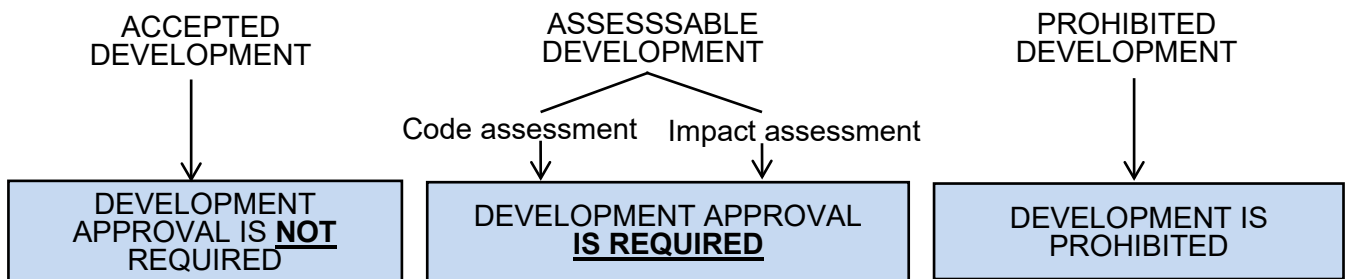 ACCEPTED
DEVELOPMENT
ASSESSSABLE
DEVELOPMENT
Code assessment
Impact assessment
PROHIBITED
DEVELOPMENT
DEVELOPMENT
APPROVAL IS NOT
REQUIRED
DEVELOPMENT APPROVAL
IS REQUIRED
DEVELOPMENT IS
PROHIBITED